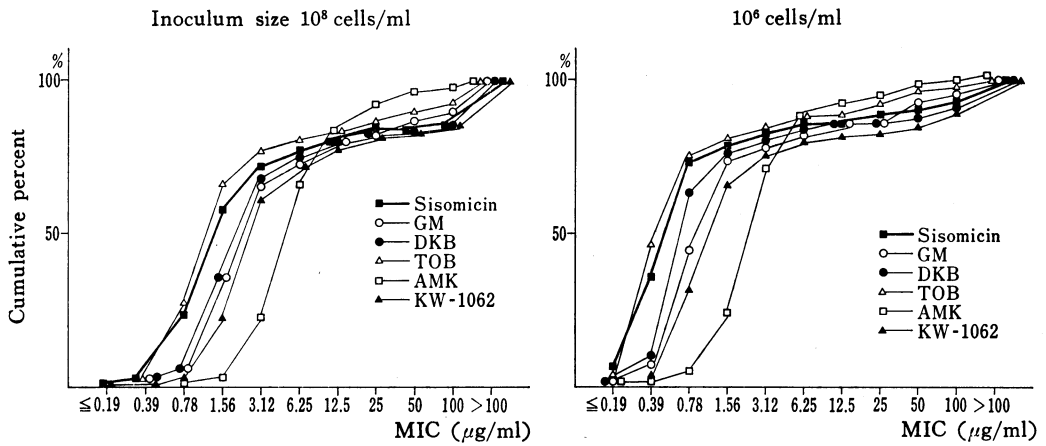 Inoculum size 10⁸ cells/ml
%
100
50
Cumulative percent
Sisomicin
GM
DKB
TOB
AMK
KW-1062
≦0.19 0.39 0.78 1.56 3.12 6.25 12.5 25 50 100 >100
MIC (μg/ml)
10⁶ cells/ml
%
100
50
Sisomicin
GM
DKB
TOB
AMK
KW-1062
≦0.19 0.39 0.78 1.56 3.12 6.25 12.5 25 50 100 >100
MIC (μg/ml)